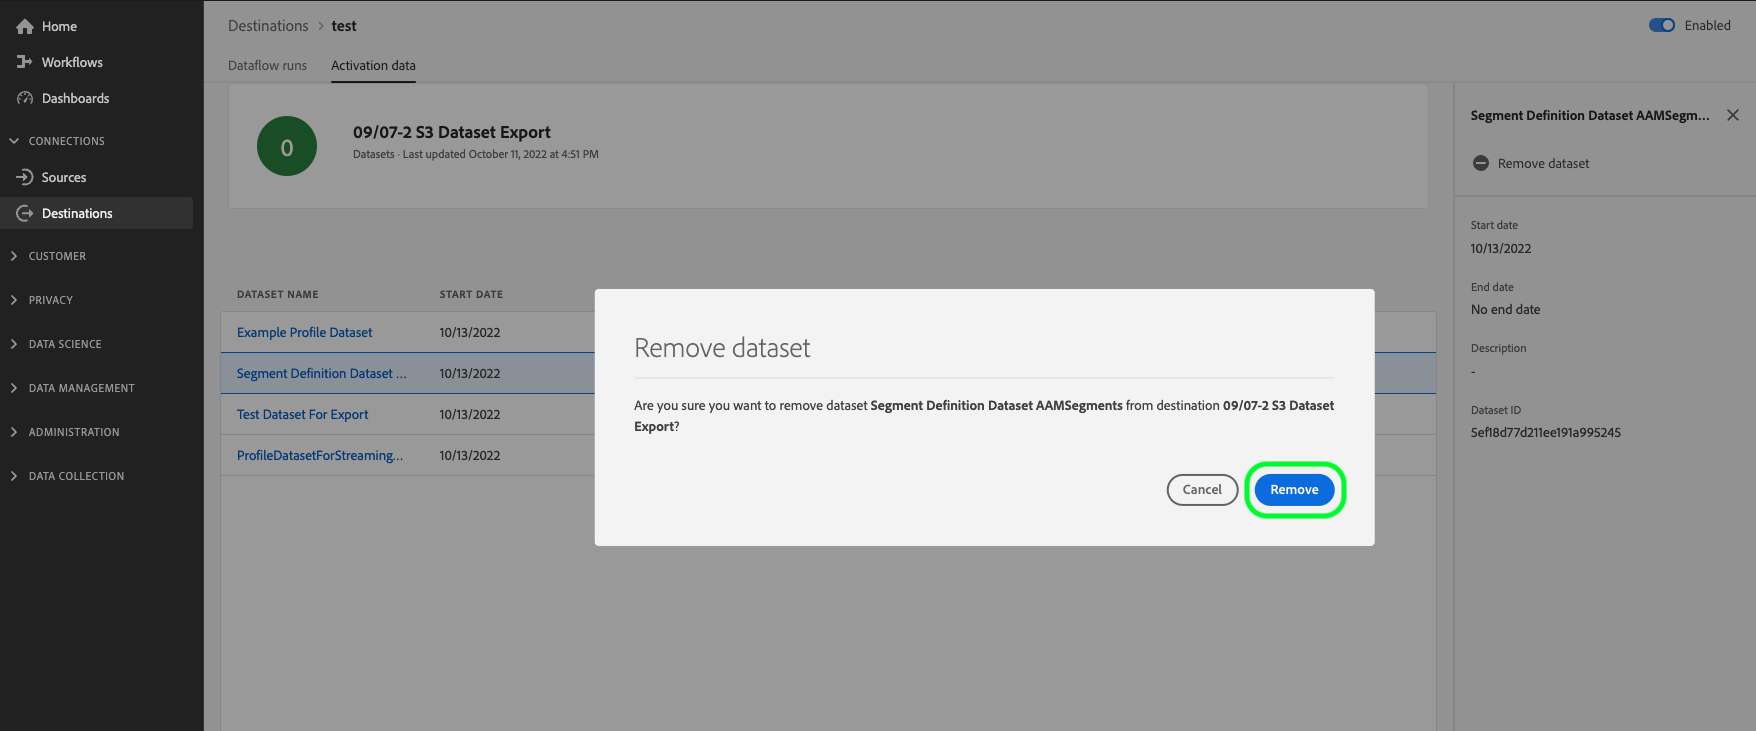 Home
Workflows
Dashboards
CONNECTIONS
Sources
Destinations
CUSTOMER
PRIVACY
DATA SCIENCE
DATA MANAGEMENT
ADMINISTRATION
DATA COLLECTION
Destinations > test
Enabled
Dataflow runs
Activation data
0
09/07-2 S3 Dataset Export
Datasets · Last updated October 11, 2022 at 4:51 PM
DATASET NAME START DATE
Example Profile Dataset 10/13/2022
Segment Definition Dataset ... 10/13/2022
Test Dataset For Export 10/13/2022
ProfileDatasetForStreaming... 10/13/2022
Remove dataset
Are you sure you want to remove dataset Segment Definition Dataset AAMSegments from destination 09/07-2 S3 Dataset
Export?
Cancel
Remove
Segment Definition Dataset AAMSegm...
Remove dataset
Start date
10/13/2022
End date
No end date
Description
-
Dataset ID
5ef18d77d211ee191a995245